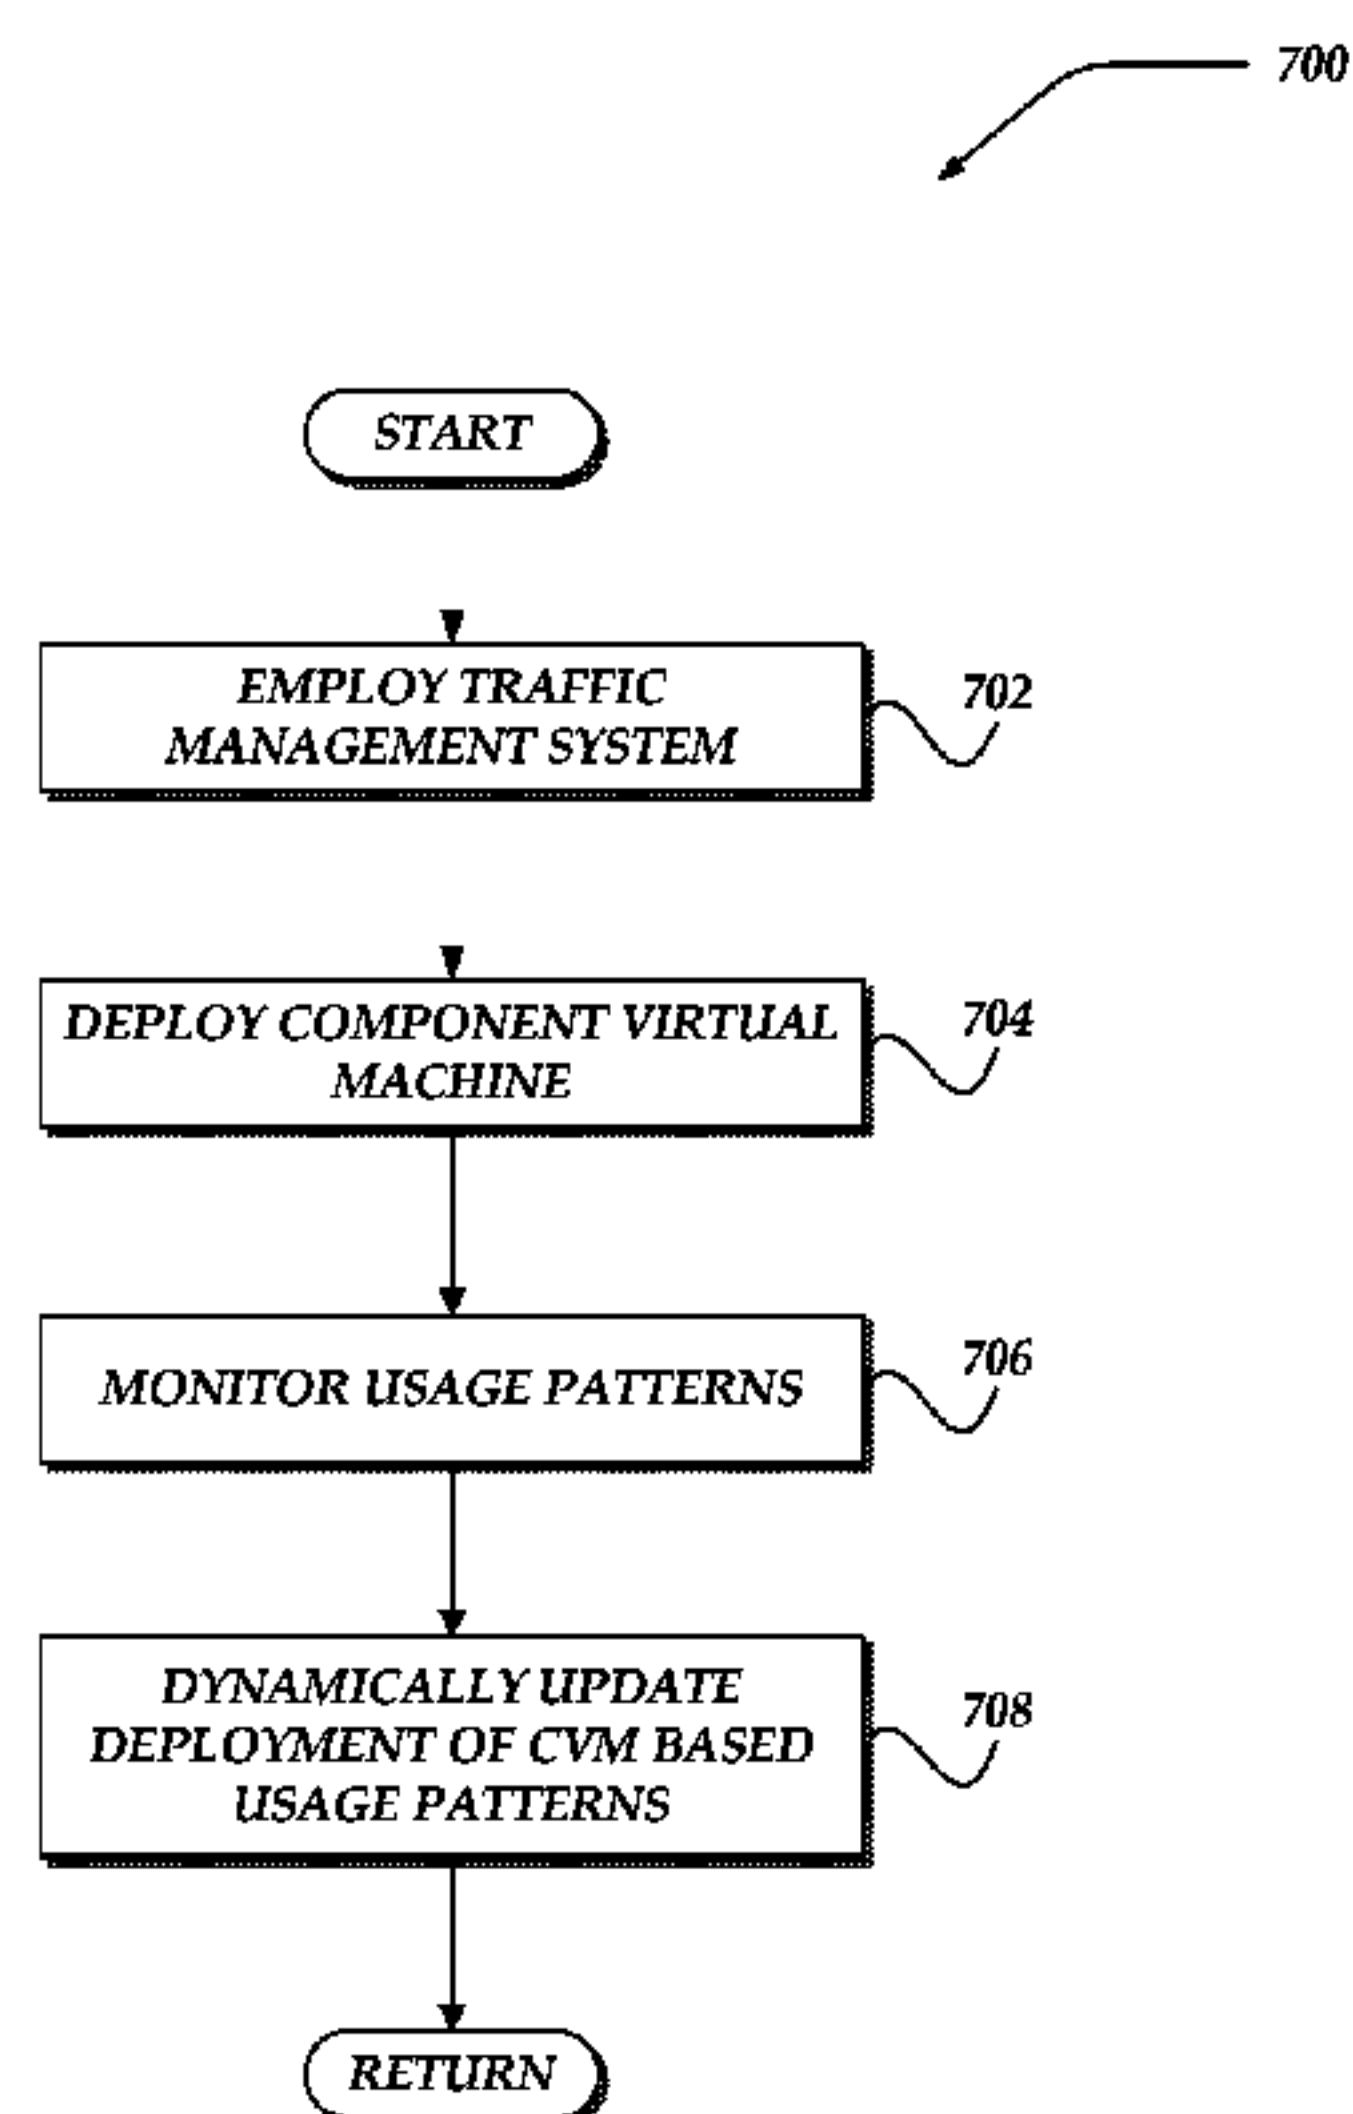 700
START
EMPLOY TRAFFIC
MANAGEMENT SYSTEM
702
DEPLOY COMPONENT VIRTUAL
MACHINE
704
MONITOR USAGE PATTERNS
706
DYNAMICALLY UPDATE
DEPLOYMENT OF CVM BASED
USAGE PATTERNS
708
RETURN